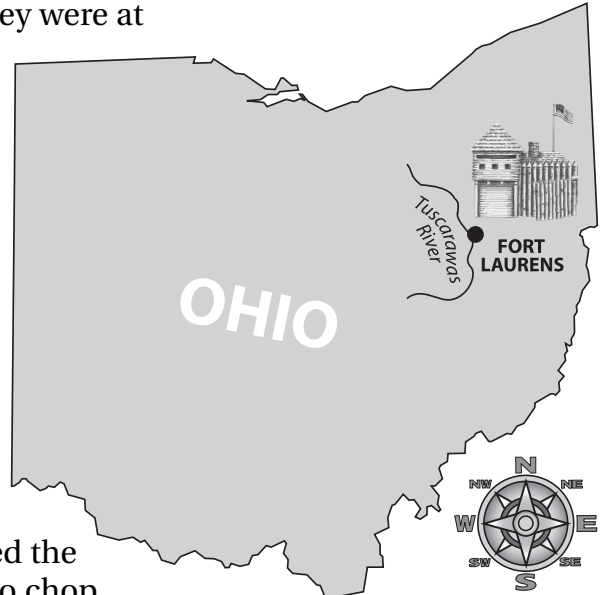 ey were at
Tuscarawas
River
FORT
LAURENS
OHIO
N
NW NE
W E
SW SE
S
ed the
o chop